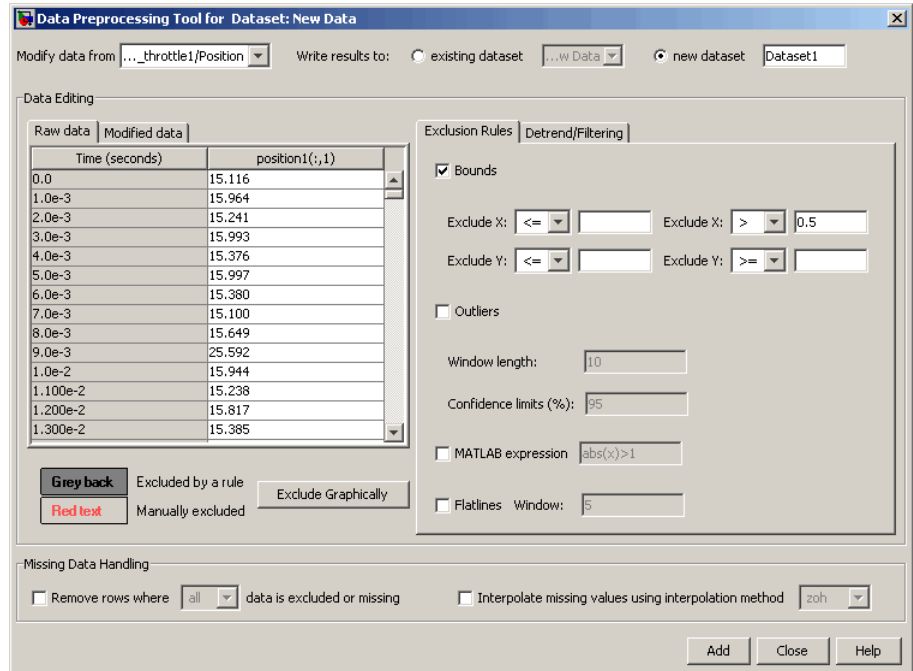 Data Preprocessing Tool for Dataset: New Data
Modify data from ..._throttle1/Position Write results to: existing dataset ...w Data new dataset Dataset1
Data Editing
Raw data Modified data
Time (seconds) position1(:,1)
0.0 15.116
1.0e-3 15.964
2.0e-3 15.241
3.0e-3 15.993
4.0e-3 15.376
5.0e-3 15.997
6.0e-3 15.380
7.0e-3 15.100
8.0e-3 15.649
9.0e-3 25.592
1.0e-2 15.944
1.100e-2 15.238
1.200e-2 15.817
1.300e-2 15.385
Grey back Excluded by a rule
Red text Manually excluded
Exclude Graphically
Exclusion Rules Detrend/Filtering
Bounds
Exclude X: <= Exclude X: > 0.5
Exclude Y: <= Exclude Y: >=
Outliers
Window length: 10
Confidence limits (%): 95
MATLAB expression abs(x)>1
Flatlines Window: 5
Missing Data Handling
Remove rows where all data is excluded or missing Interpolate missing values using interpolation method zoh
Add Close Help